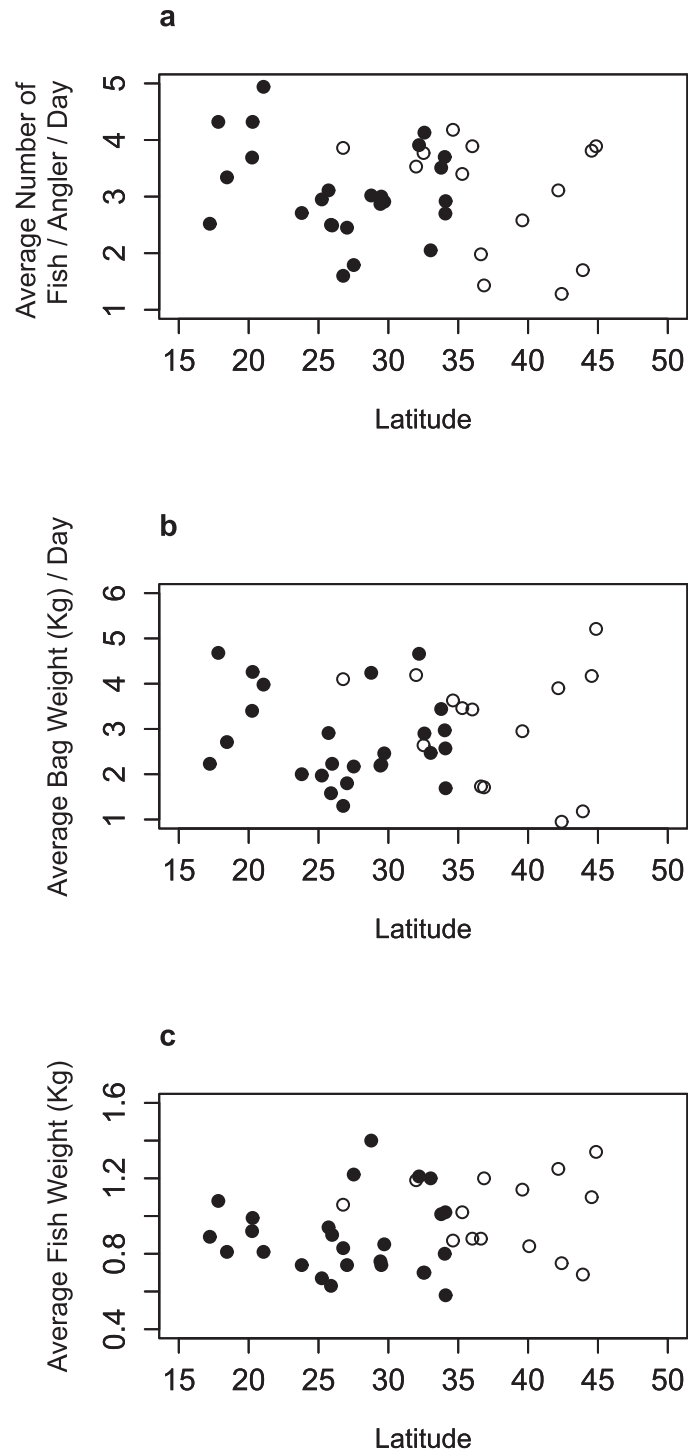 a
Average Number of
Fish / Angler / Day
5
4
3
2
1
15 20 25 30 35 40 45 50
Latitude
b
Average Bag Weight (Kg) / Day
6
5
4
3
2
1
15 20 25 30 35 40 45 50
Latitude
c
Average Fish Weight (Kg)
1.6
1.2
0.8
0.4
15 20 25 30 35 40 45 50
Latitude